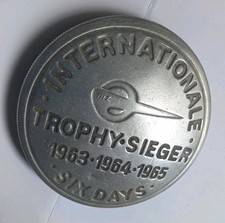 INTERNATIONALE
TROPHY·SIEGER
1963·1964·1965
·SIX DAYS·